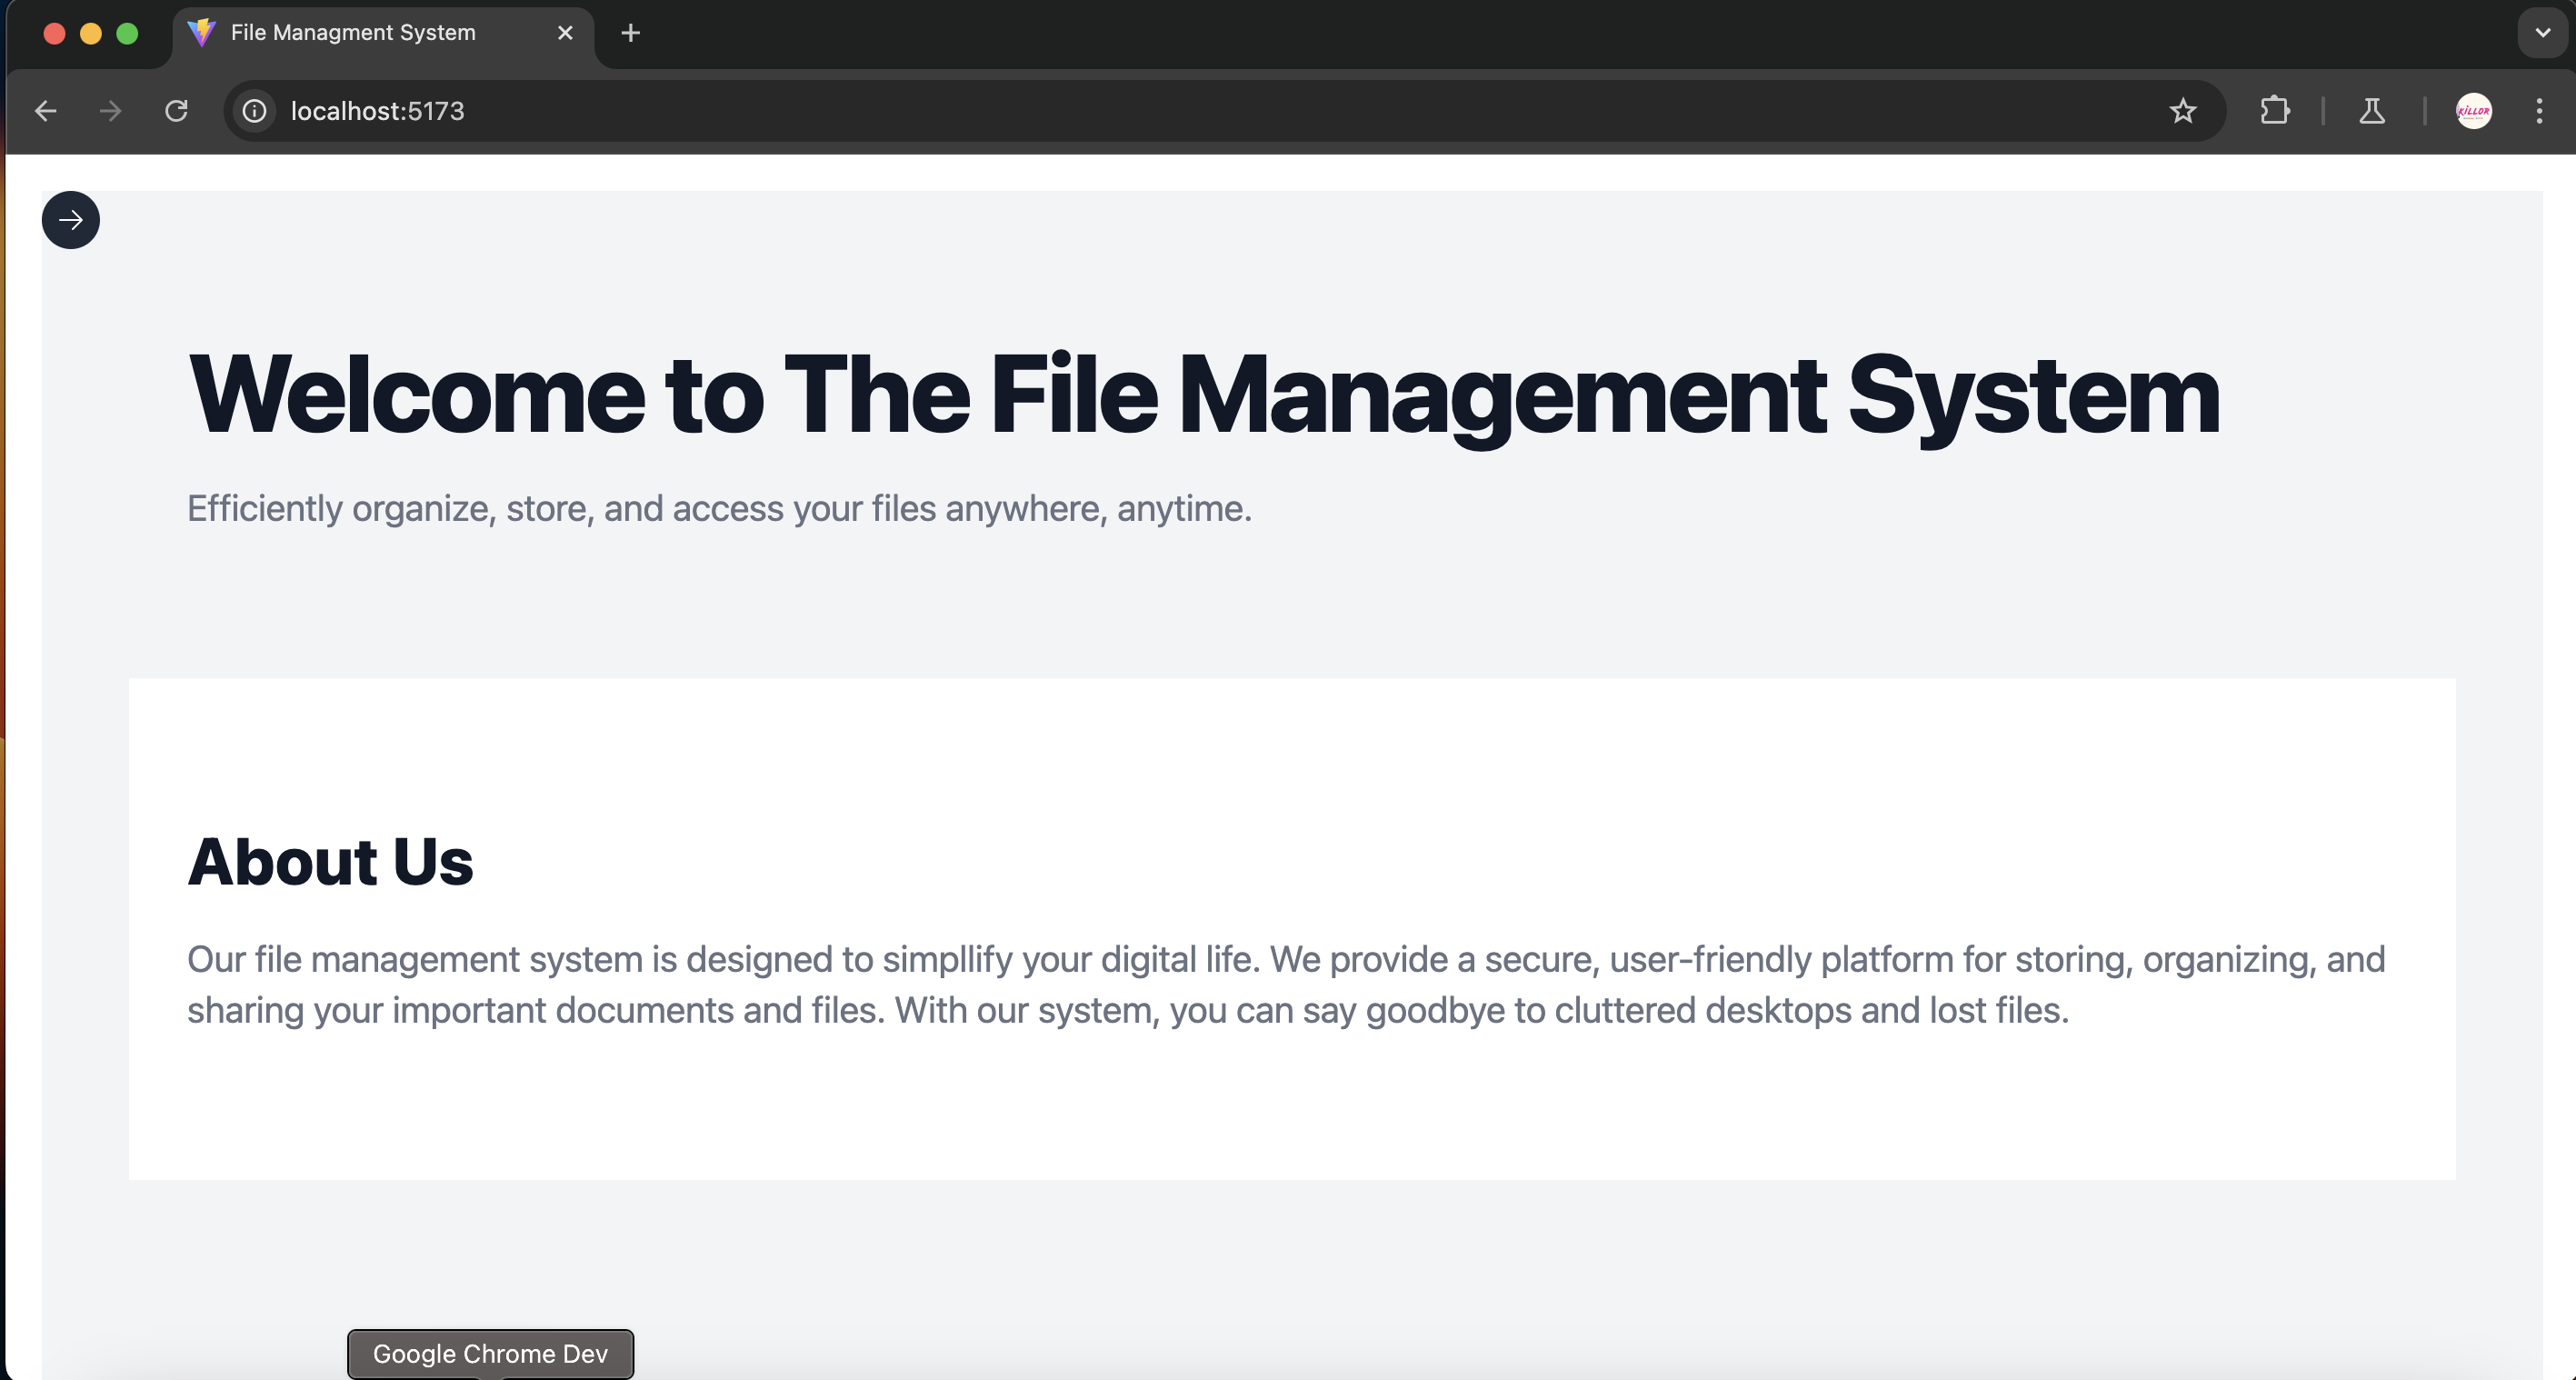 File Managment System
localhost:5173
KILLOR
Welcome to The File Management System
Efficiently organize, store, and access your files anywhere, anytime.
About Us
Our file management system is designed to simpllify your digital life. We provide a secure, user-friendly platform for storing, organizing, and
sharing your important documents and files. With our system, you can say goodbye to cluttered desktops and lost files.
Google Chrome Dev